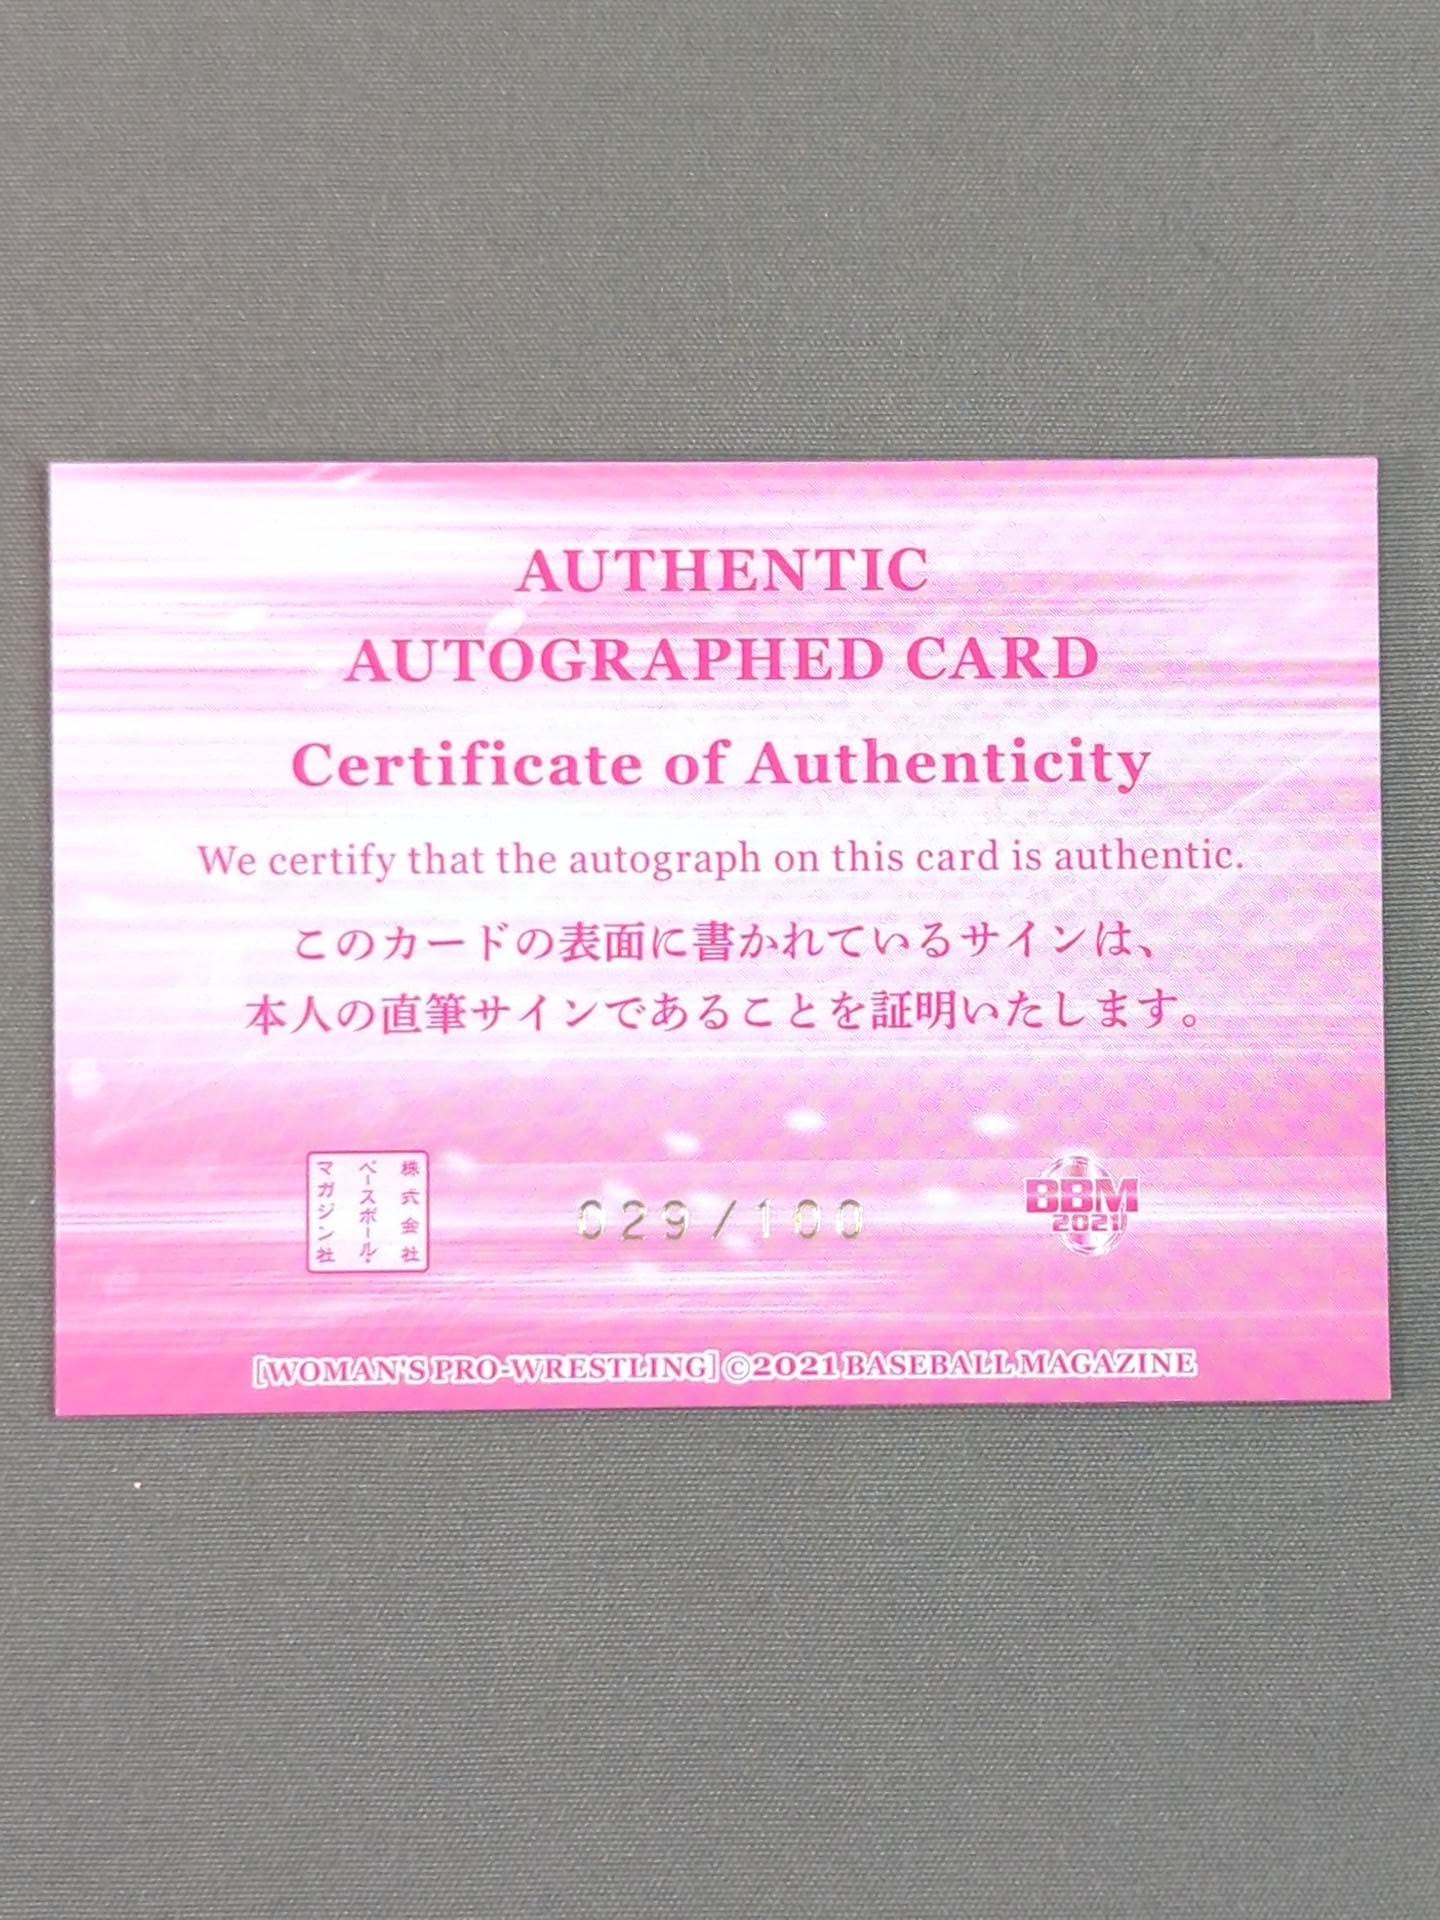 AUTHENTIC
AUTOGRAPHED CARD
Certificate of Authenticity
We certify that the autograph on this card is authentic.
このカードの表面に書かれているサインは、
本人の直筆サインであることを証明いたします。
株式会社
ベースボール・
マガジン社
029/100
BBM
2021
[WOMAN'S PRO-WRESTLING] ©2021 BASEBALL MAGAZINE